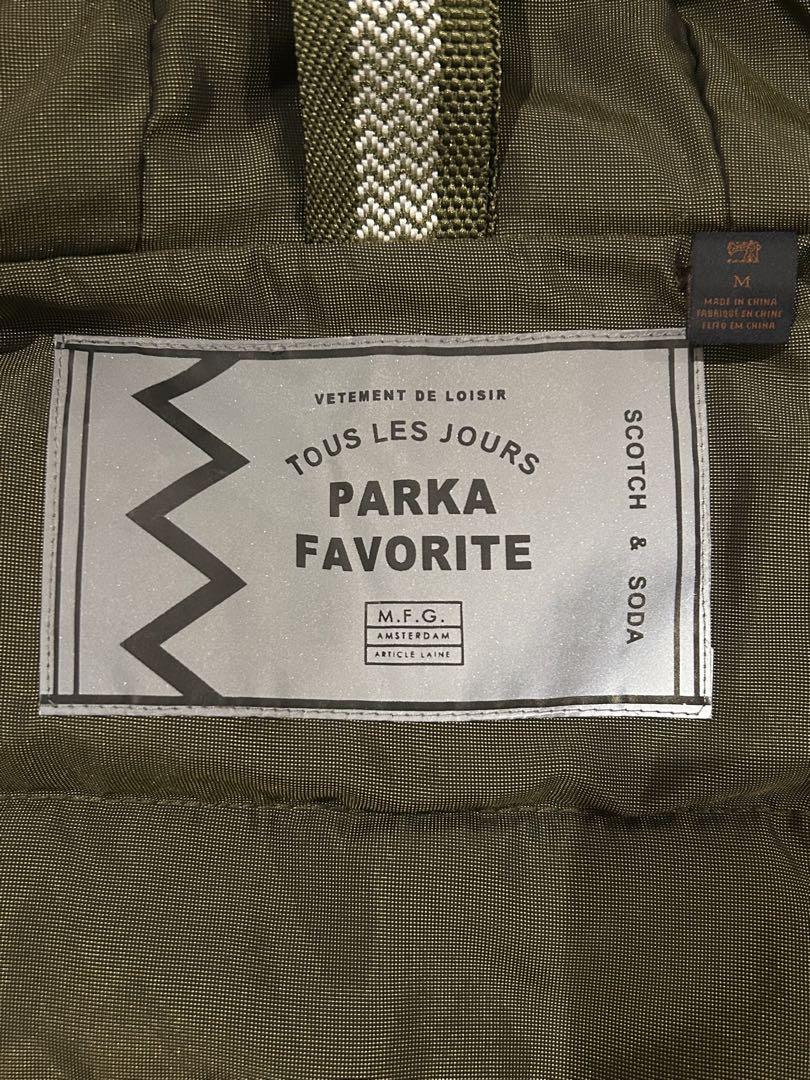 M
MADE IN CHINA
FABRIQUÉ EN CHINE
FEITO EM CHINA
VETEMENT DE LOISIR
TOUS LES JOURS
PARKA
FAVORITE
M.F.G.
AMSTERDAM
ARTICLE LAINE
SCOTCH & SODA